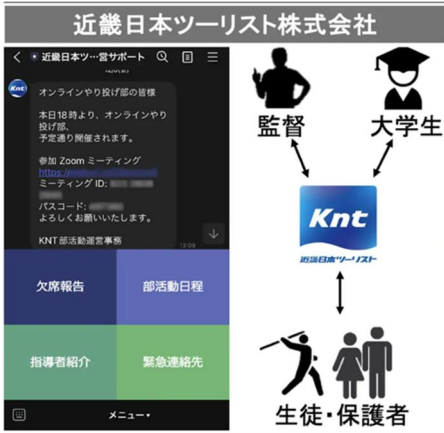 近畿日本ツーリスト株式会社
近畿日本ツ…営サポート
Knt
オンラインやり投げ部の皆様
本日18時より、オンラインやり
投げ部、
予定通り開催されます。
参加 Zoom ミーティング
ミーティング ID:
パスコード:
よろしくお願いいたします。
KNT 部活動運営事務
13:09
欠席報告
部活動日程
指導者紹介
緊急連絡先
メニュー▾
監督
大学生
Knt
近畿日本ツーリスト
生徒・保護者